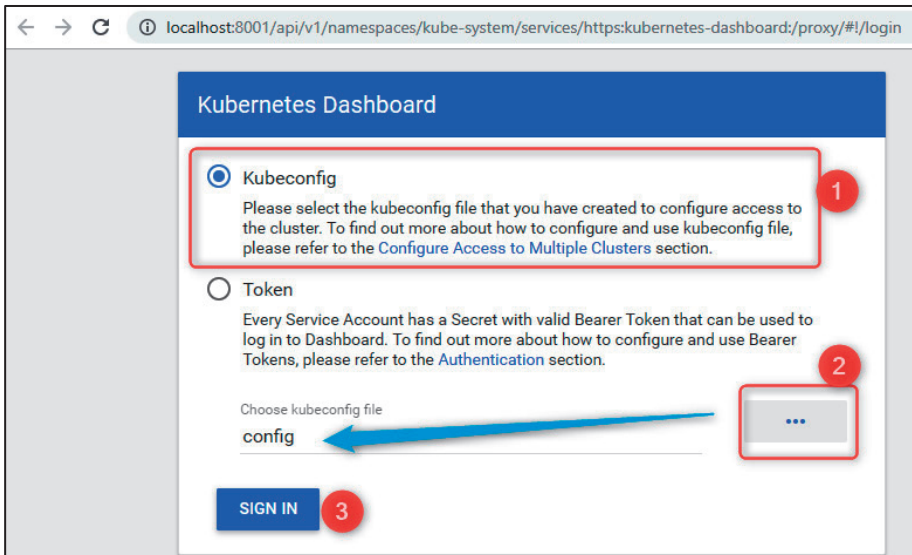 localhost:8001/api/v1/namespaces/kube-system/services/https:kubernetes-dashboard:/proxy/#!/login
Kubernetes Dashboard
Kubeconfig
1
Please select the kubeconfig file that you have created to configure access to
the cluster. To find out more about how to configure and use kubeconfig file,
please refer to the Configure Access to Multiple Clusters section.
Token
Every Service Account has a Secret with valid Bearer Token that can be used to
log in to Dashboard. To find out more about how to configure and use Bearer
Tokens, please refer to the Authentication section.
2
Choose kubeconfig file
config
SIGN IN
3